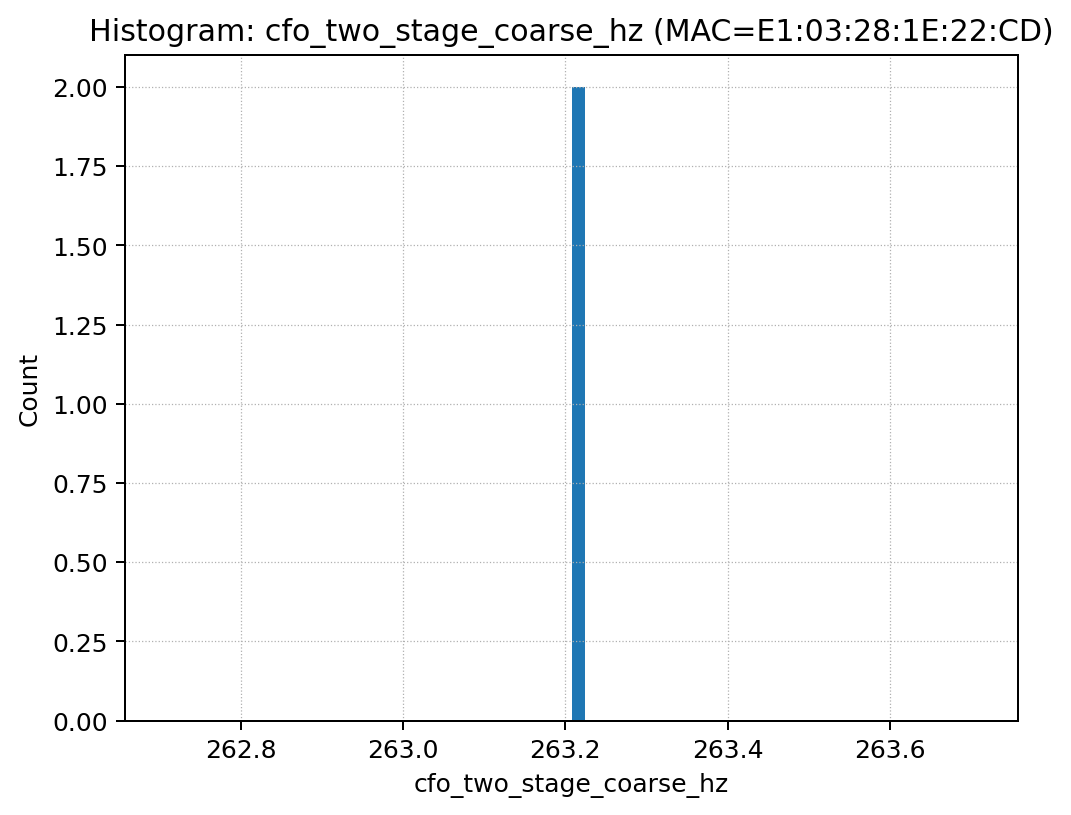 Histogram: cfo_two_stage_coarse_hz (MAC=E1:03:28:1E:22:CD)
2.00
1.75
1.50
1.25
1.00
0.75
0.50
0.25
0.00
Count
262.8 263.0 263.2 263.4 263.6
cfo_two_stage_coarse_hz